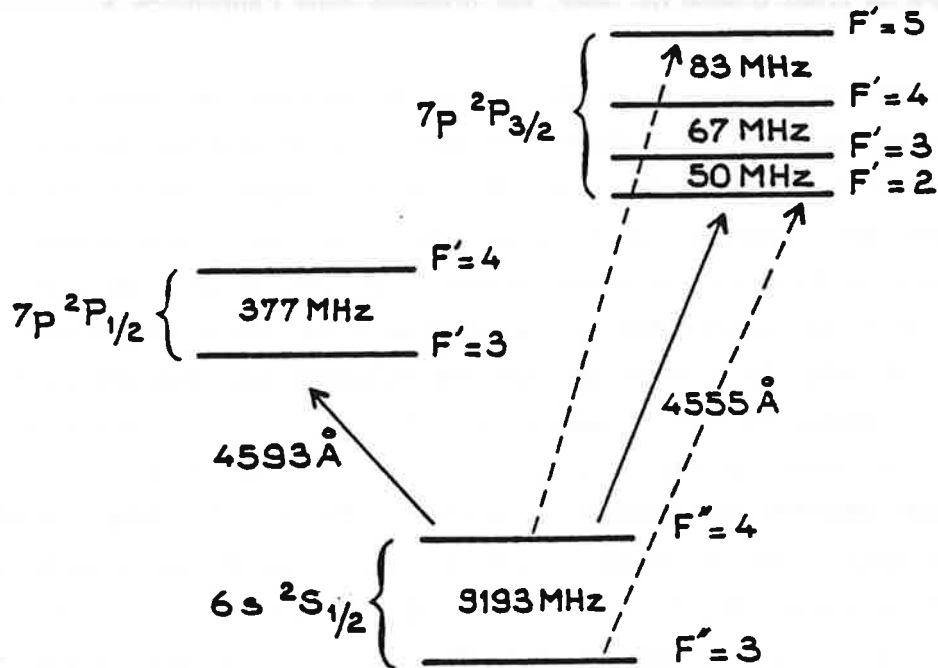 F'=5
83 MHz
F'=4
7p ²P3/2
67 MHz
F'=3
50 MHz
F'=2
F'=4
7p ²P1/2
377 MHz
F'=3
4555 Å
4593 Å
F"=4
6s ²S1/2
9193 MHz
F"=3